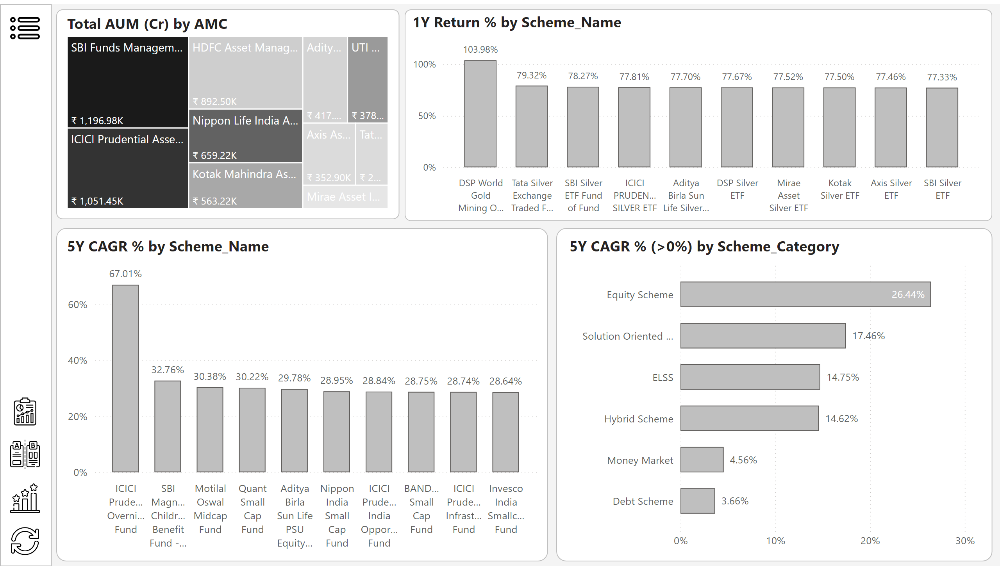 Total AUM (Cr) by AMC
SBI Funds Managem...
₹ 1,196.98K
ICICI Prudential Asse...
₹ 1,051.45K
HDFC Asset Manag...
₹ 892.50K
Nippon Life India A...
₹ 659.22K
Kotak Mahindra As...
₹ 563.22K
Adity...
₹ 417....
UTI ...
₹ 378...
Axis As...
₹ 352.90K
Tat...
₹ 2...
Mirae Asset I...
1Y Return % by Scheme_Name
100%
50%
0%
103.98%
79.32%
78.27%
77.81%
77.70%
77.67%
77.52%
77.50%
77.46%
77.33%
DSP World
Gold
Mining O...
Tata Silver
Exchange
Traded F...
SBI Silver
ETF Fund
of Fund
ICICI
PRUDEN...
SILVER ETF
Aditya
Birla Sun
Life Silver...
DSP Silver
ETF
Mirae
Asset
Silver ETF
Kotak
Silver ETF
Axis Silver
ETF
SBI Silver
ETF
5Y CAGR % by Scheme_Name
60%
40%
20%
0%
67.01%
32.76%
30.38%
30.22%
29.78%
28.95%
28.84%
28.75%
28.74%
28.64%
ICICI
Prude...
Overni...
Fund
SBI
Magn...
Childr...
Benefit
Fund -...
Motilal
Oswal
Midcap
Fund
Quant
Small
Cap
Fund
Aditya
Birla
Sun Life
PSU
Equity...
Nippon
India
Small
Cap
Fund
ICICI
Prude...
India
Oppor...
Fund
BAND...
Small
Cap
Fund
ICICI
Prude...
Infrast...
Fund
Invesco
India
Smallc...
Fund
5Y CAGR % (>0%) by Scheme_Category
Equity Scheme
26.44%
Solution Oriented ...
17.46%
ELSS
14.75%
Hybrid Scheme
14.62%
Money Market
4.56%
Debt Scheme
3.66%
0%
10%
20%
30%
A
B